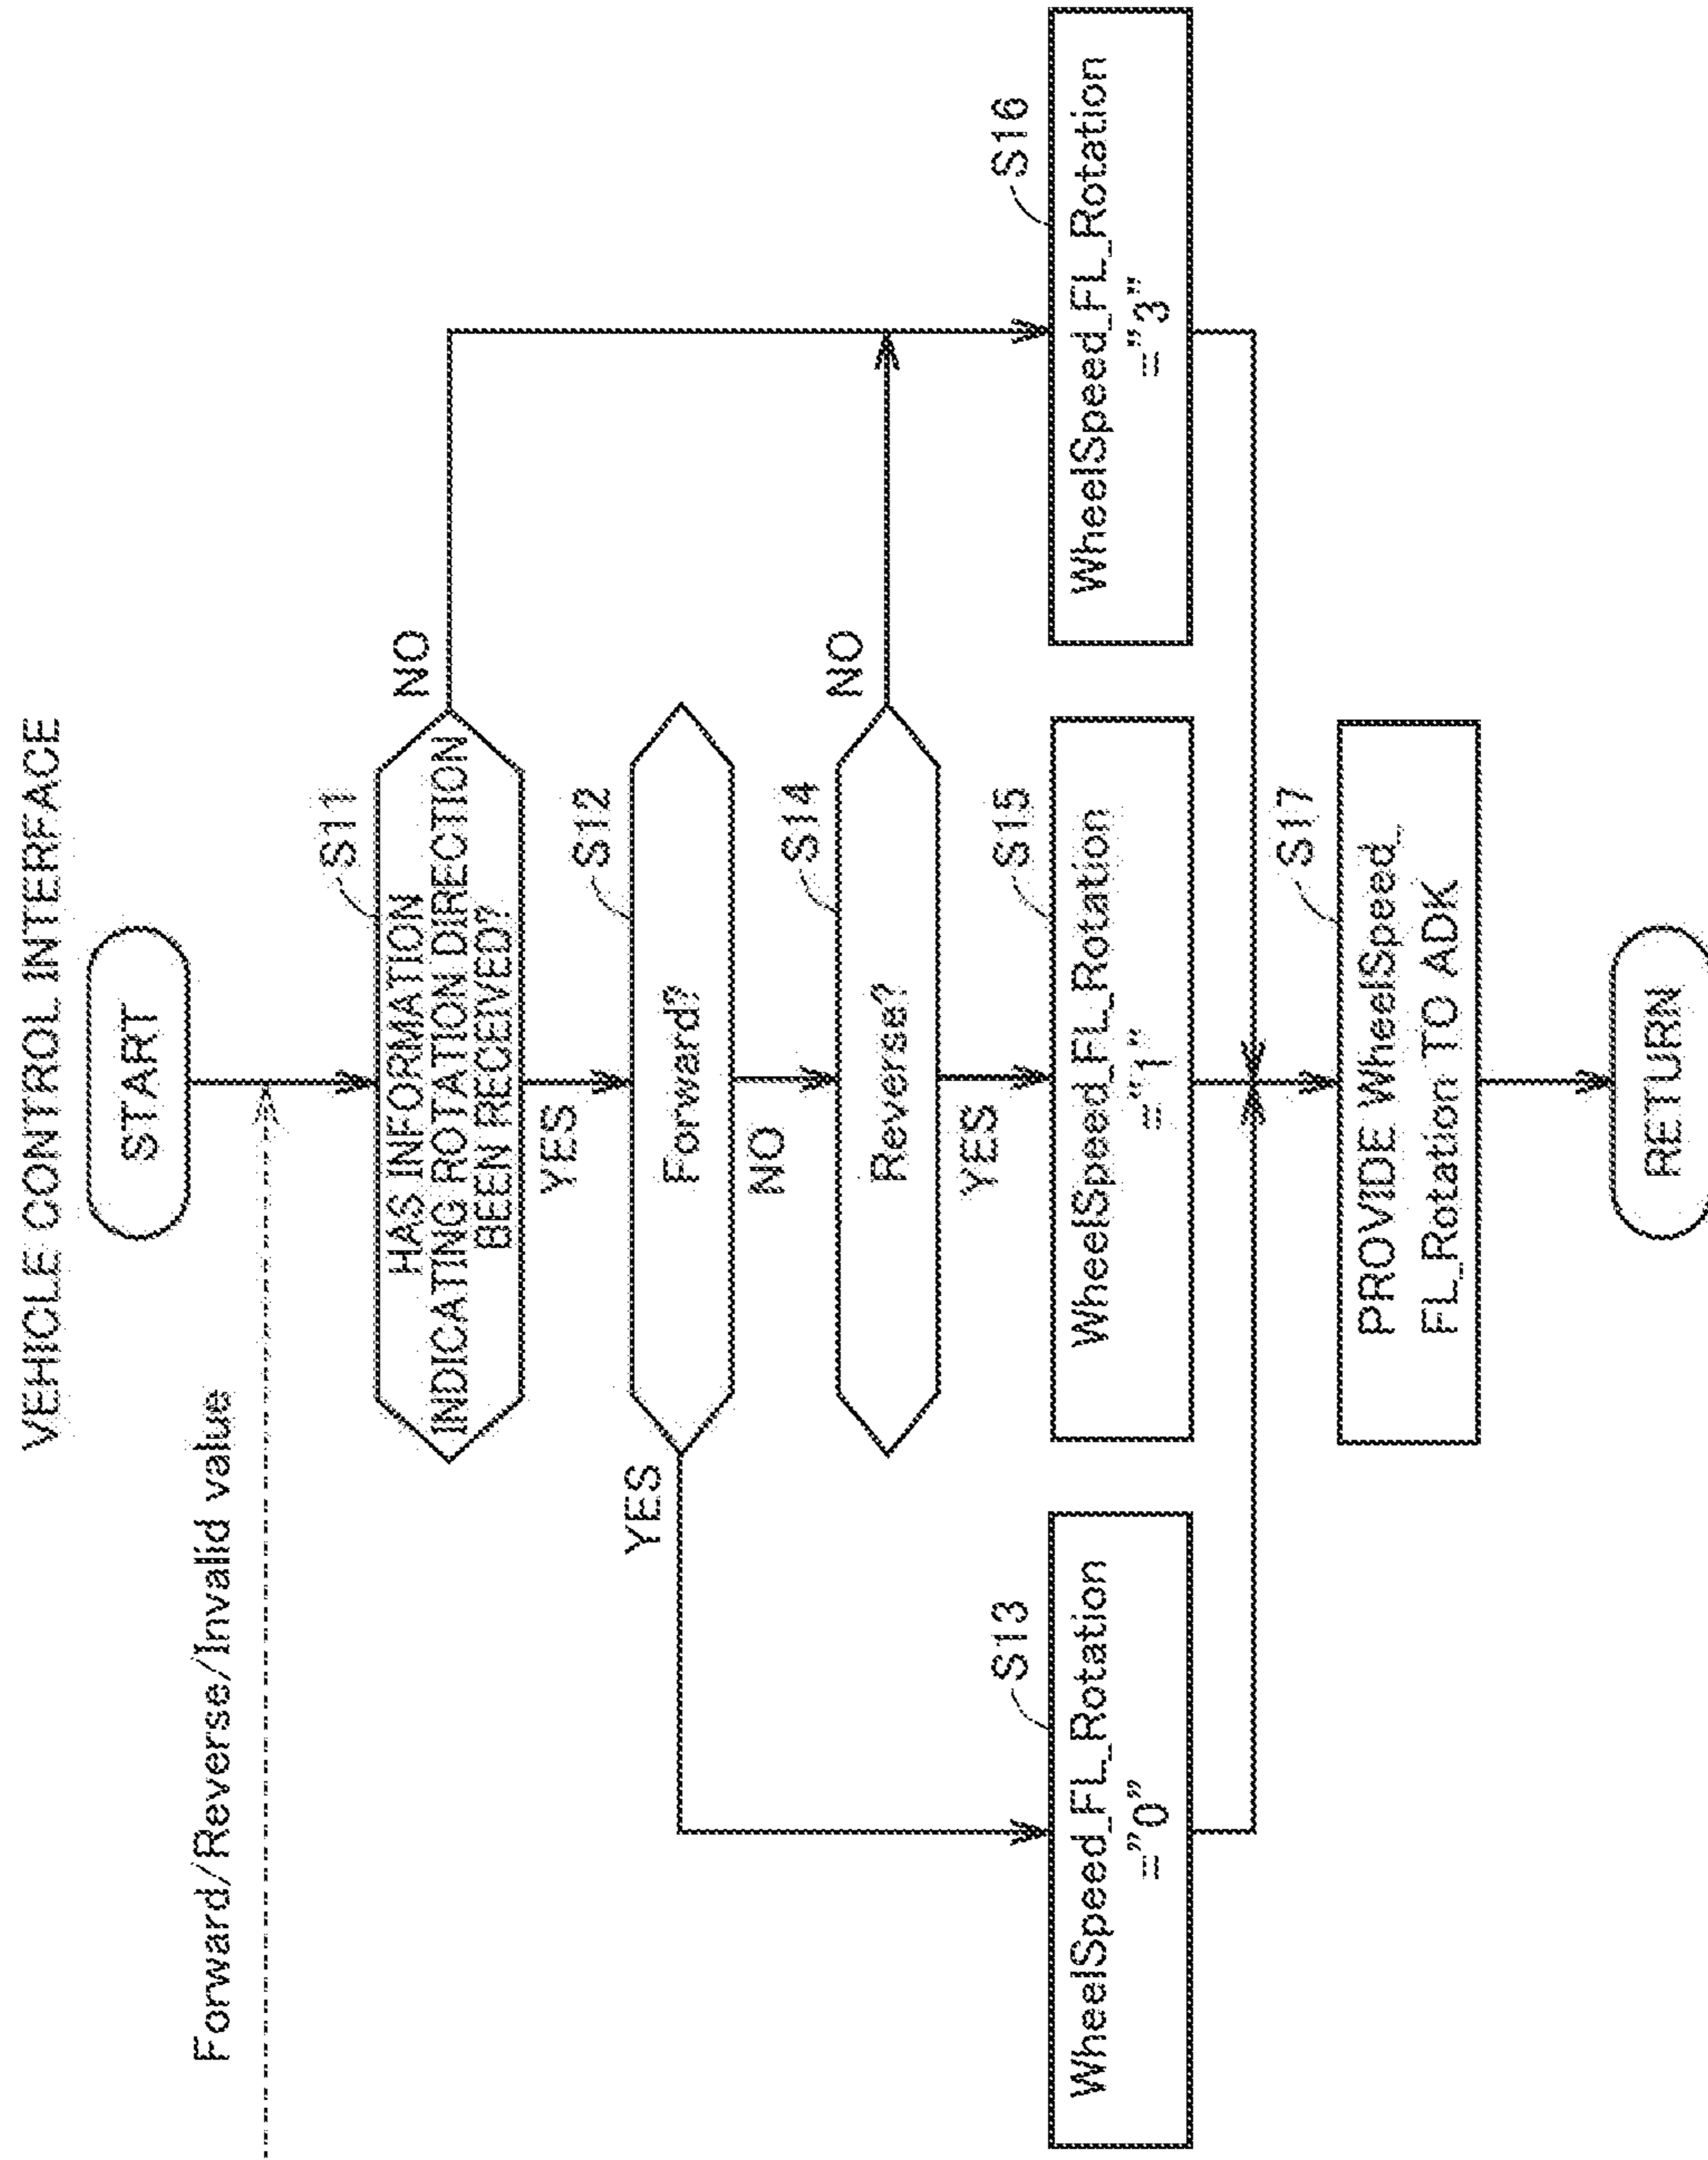 VEHICLE CONTROL INTERFACE
START
Forward/Reverse/Invalid value
S11
HAS INFORMATION
INDICATING ROTATION DIRECTION
BEEN RECEIVED?
NO
YES
S12
Forward?
YES
NO
S14
Reverse?
NO
YES
S13
WheelSpeed_FL_Rotation
="0"
S15
WheelSpeed_FL_Rotation
="1"
S16
WheelSpeed_FL_Rotation
="3"
S17
PROVIDE WheelSpeed_
FL_Rotation TO ADK
RETURN